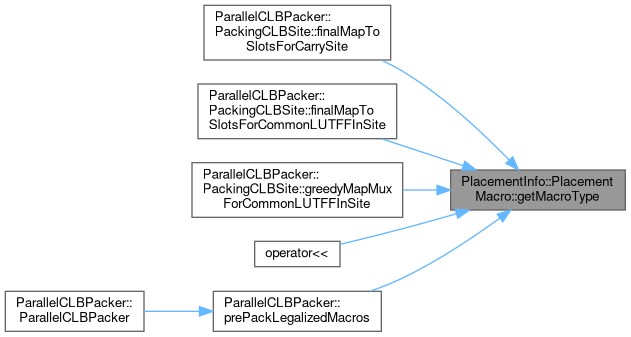 ParallelCLBPacker::
PackingCLBSite::finalMapTo
SlotsForCarrySite
ParallelCLBPacker::
PackingCLBSite::finalMapTo
SlotsForCommonLUTFFInSite
ParallelCLBPacker::
PackingCLBSite::greedyMapMux
ForCommonLUTFFInSite
PlacementInfo::Placement
Macro::getMacroType
operator<<
ParallelCLBPacker::
ParallelCLBPacker
ParallelCLBPacker::
prePackLegalizedMacros